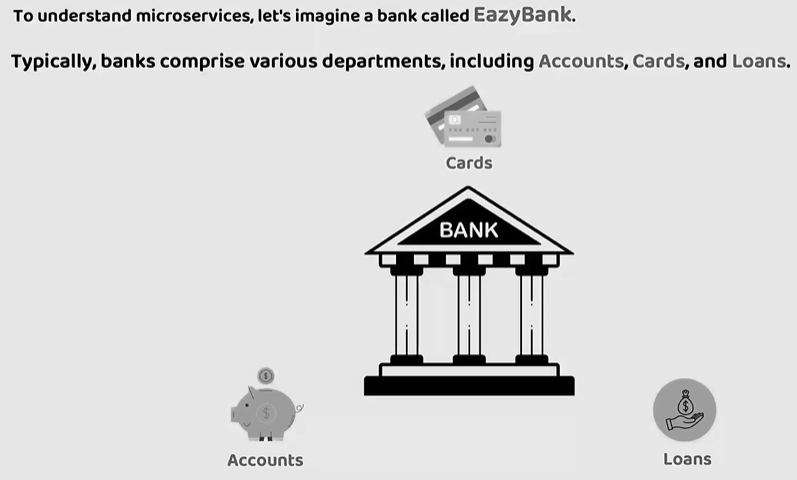 To understand microservices, let's imagine a bank called EazyBank.
Typically, banks comprise various departments, including Accounts, Cards, and Loans.
Cards
BANK
$
$
$
Accounts
Loans